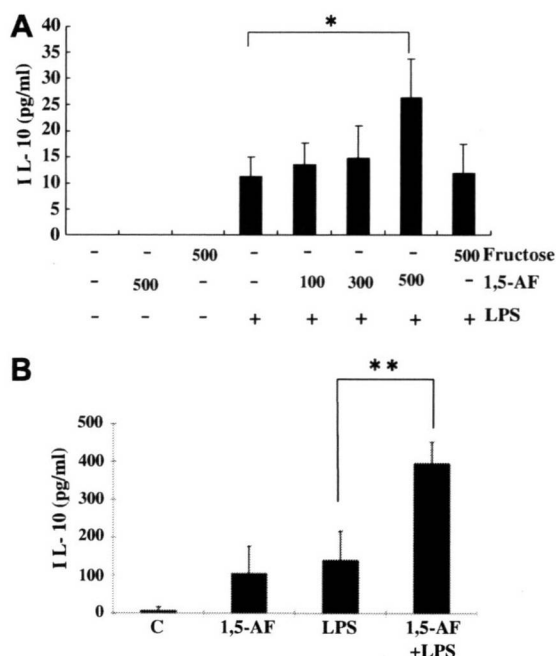 A
*
40
35
30
25
20
15
10
5
0
I L- 10 (pg/ml)
- - 500 - - - - 500 Fructose
- 500 - - 100 300 500 - 1,5-AF
- - - + + + + + LPS
B
**
500
400
300
200
100
0
I L- 10 (pg/ml)
C 1,5-AF LPS 1,5-AF
+LPS